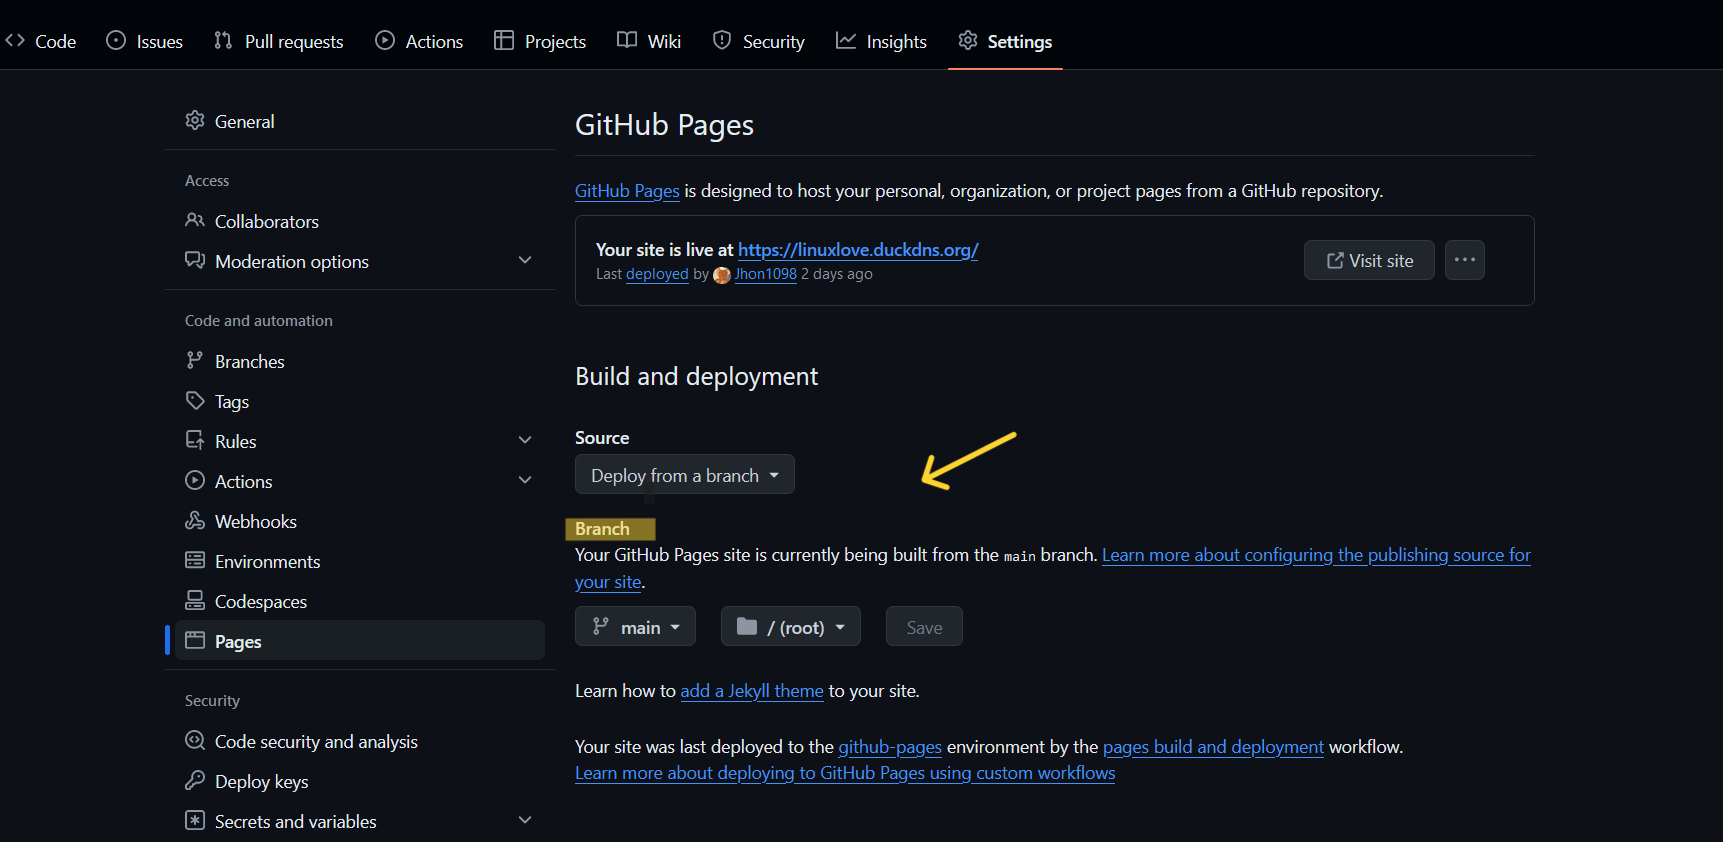 Code Issues Pull requests Actions Projects Wiki Security Insights Settings
General
Access
Collaborators
Moderation options
Code and automation
Branches
Tags
Rules
Actions
Webhooks
Environments
Codespaces
Pages
Security
Code security and analysis
Deploy keys
Secrets and variables
GitHub Pages
GitHub Pages is designed to host your personal, organization, or project pages from a GitHub repository.
Your site is live at https://linuxlove.duckdns.org/
Last deployed by Jhon1098 2 days ago
Visit site
Build and deployment
Source
Deploy from a branch
Branch
Your GitHub Pages site is currently being built from the main branch. Learn more about configuring the publishing source for
your site.
main / (root) Save
Learn how to add a Jekyll theme to your site.
Your site was last deployed to the github-pages environment by the pages build and deployment workflow.
Learn more about deploying to GitHub Pages using custom workflows